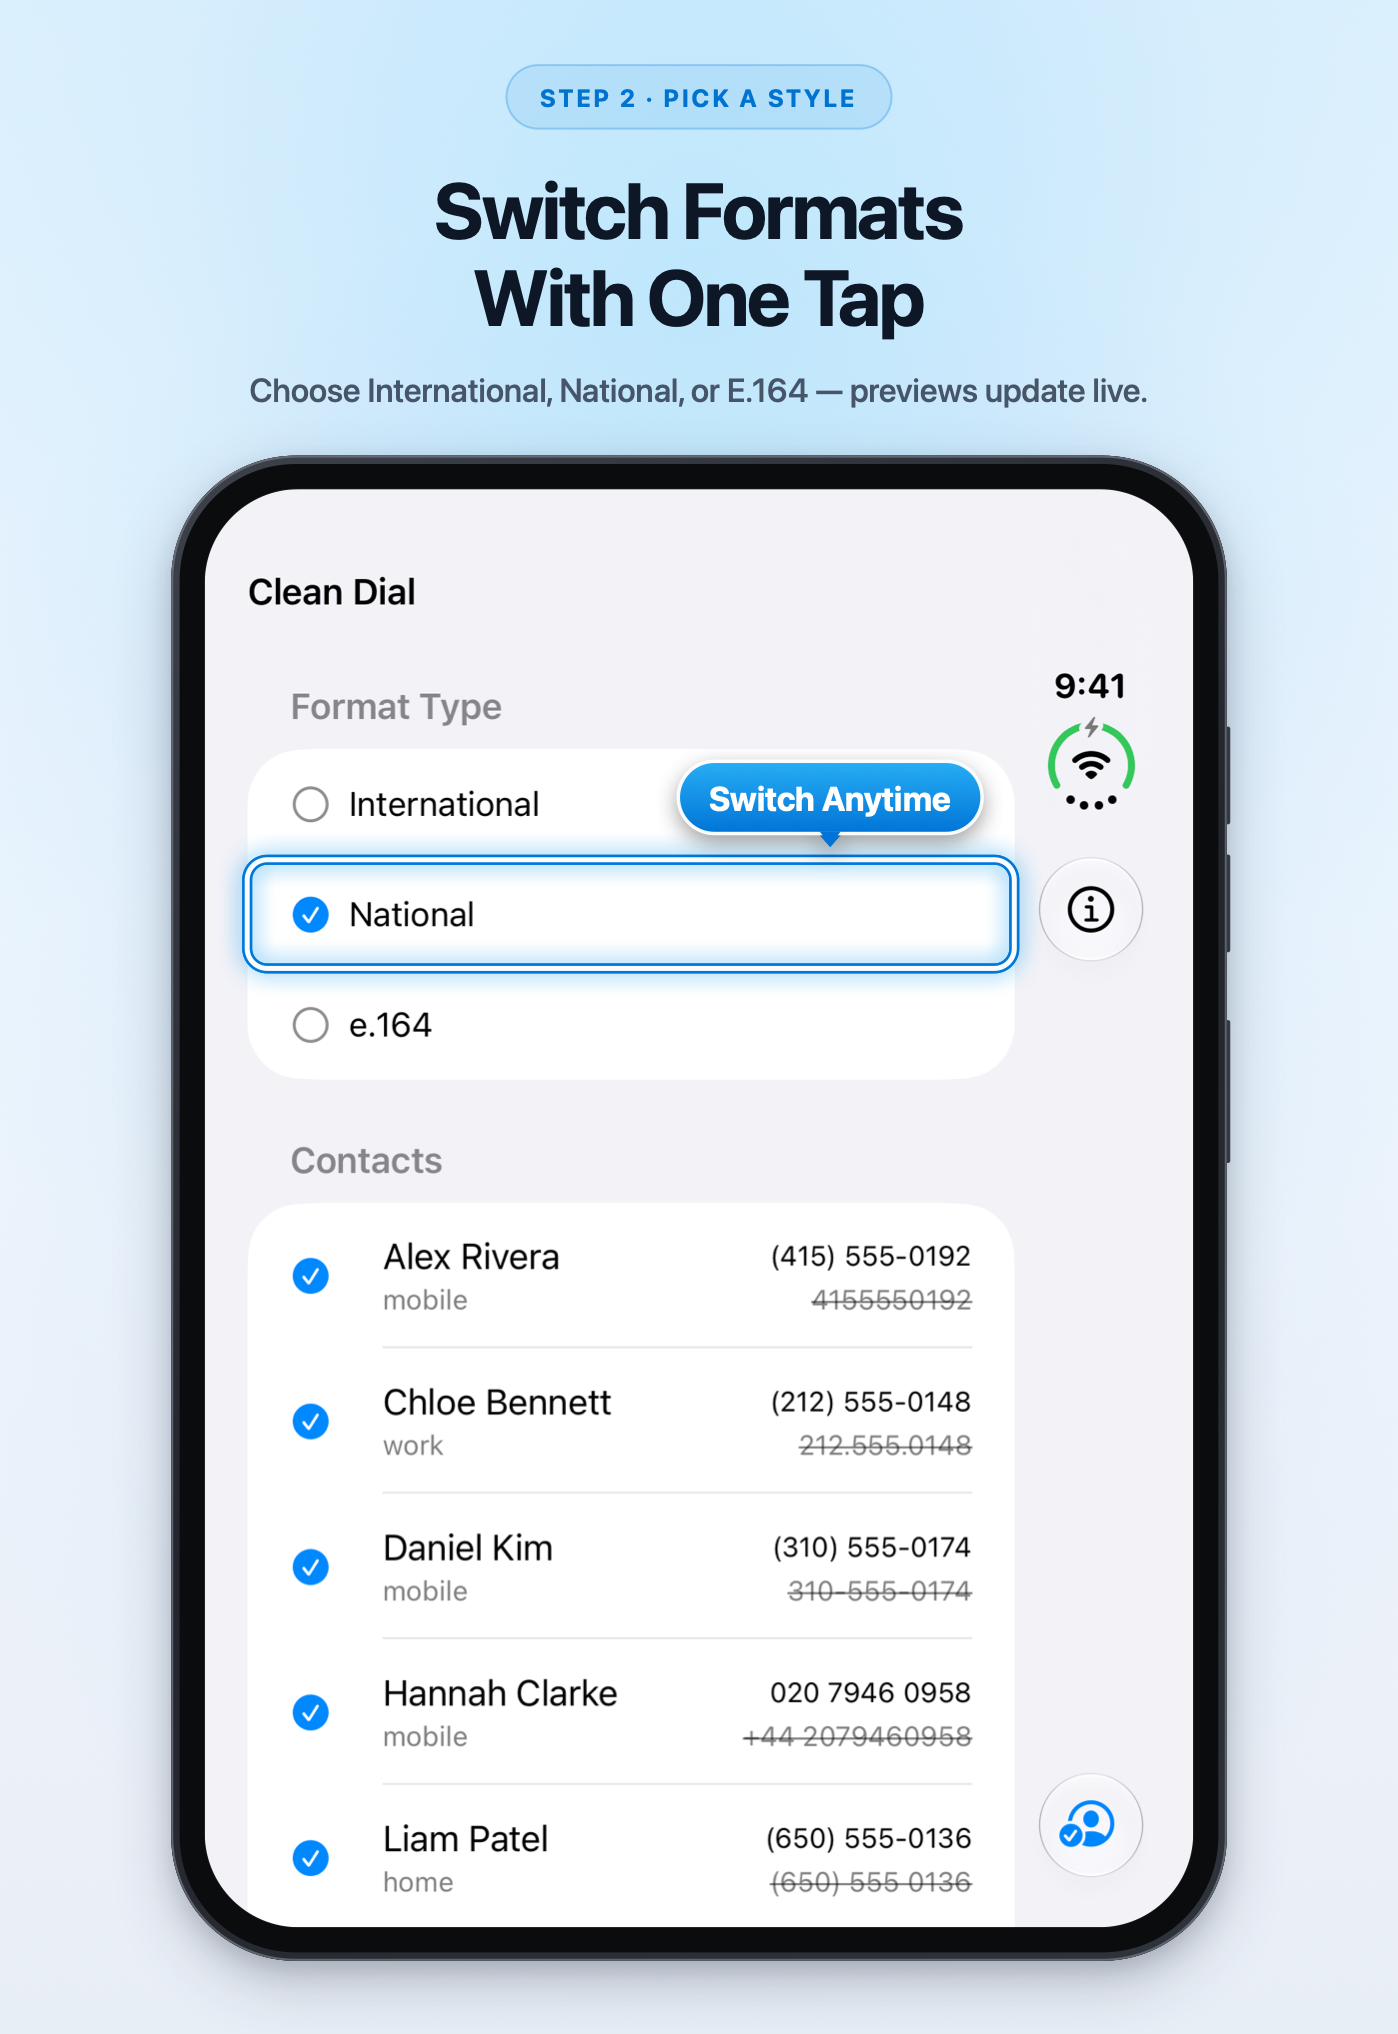 STEP 2 · PICK A STYLE
Switch Formats
With One Tap
Choose International, National, or E.164 — previews update live.
Clean Dial
9:41
Format Type
International
Switch Anytime
National
e.164
Contacts
Alex Rivera
(415) 555-0192
mobile
4155550192
Chloe Bennett
(212) 555-0148
work
212.555.0148
Daniel Kim
(310) 555-0174
mobile
310-555-0174
Hannah Clarke
020 7946 0958
mobile
+44 2079460958
Liam Patel
(650) 555-0136
home
(650) 555 0136